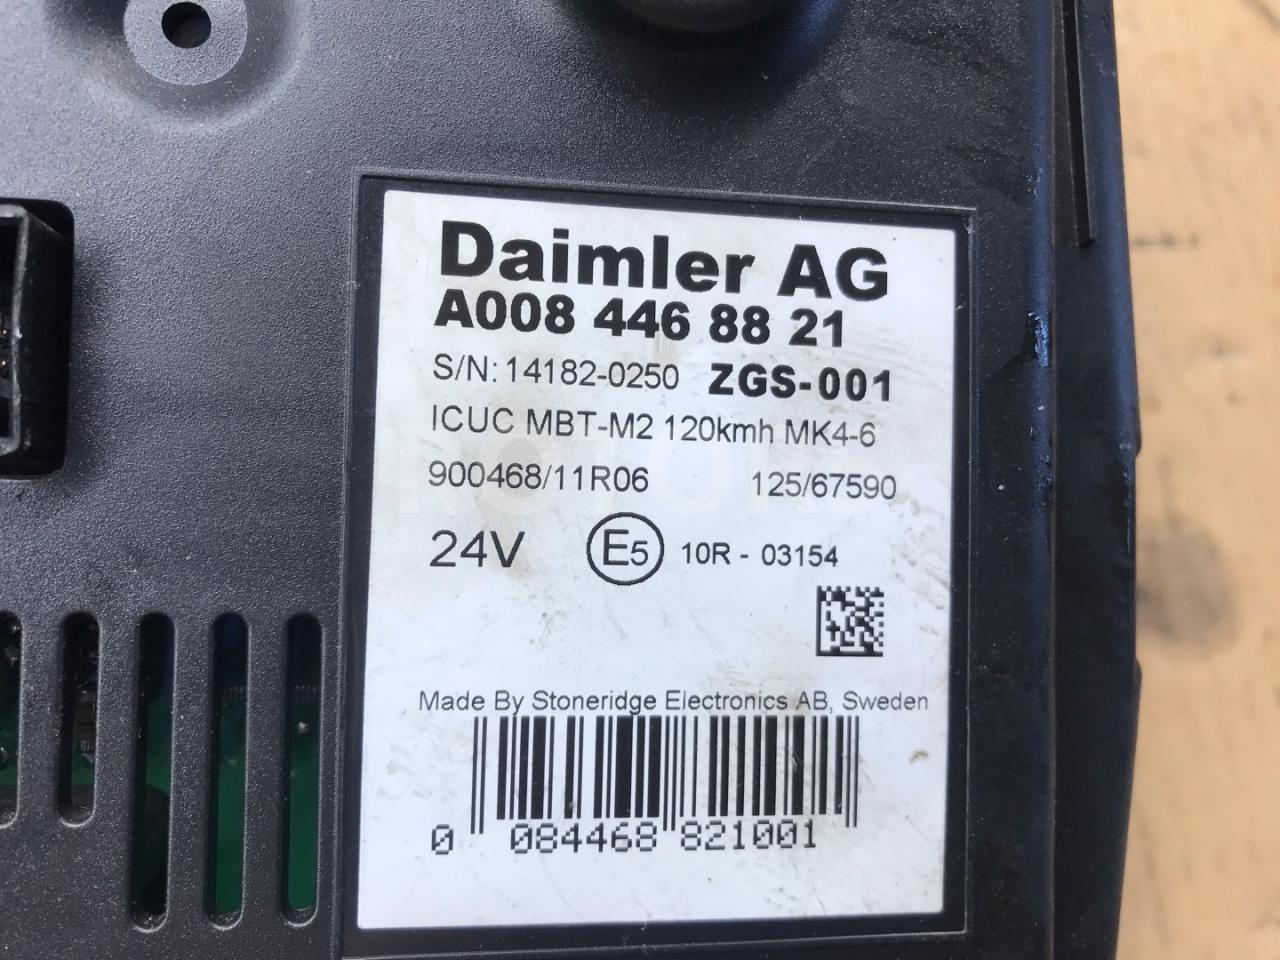 Daimler AG
A008 446 88 21
S/N: 14182-0250 ZGS-001
ICUC MBT-M2 120kmh MK4-6
900468/11R06 125/67590
24V E5 10R - 03154
Made By Stoneridge Electronics AB, Sweden
0 084468 821001